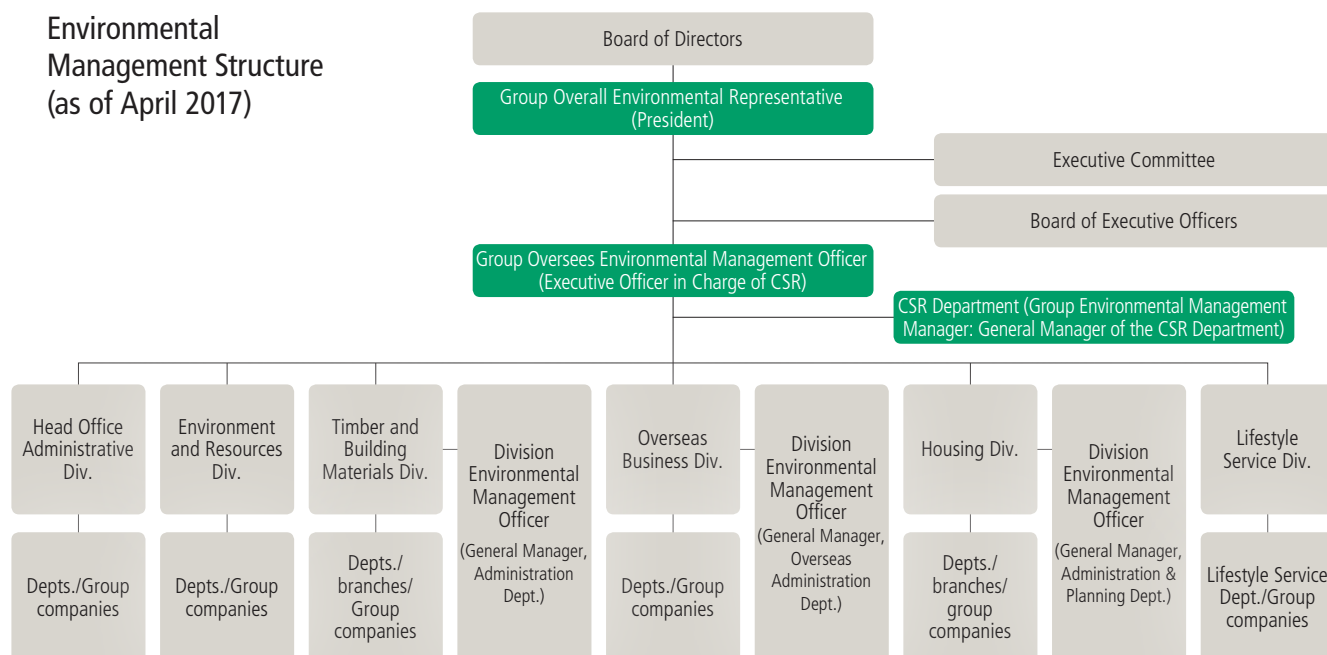 Environmental
Management Structure
(as of April 2017)
Board of Directors
Group Overall Environmental Representative
(President)
Executive Committee
Board of Executive Officers
Group Oversees Environmental Management Officer
(Executive Officer in Charge of CSR)
CSR Department (Group Environmental Management
Manager: General Manager of the CSR Department)
Head Office
Administrative
Div.
Environment
and Resources
Div.
Timber and
Building
Materials Div.
Division
Environmental
Management
Officer
(General Manager,
Administration
Dept.)
Overseas
Business Div.
Division
Environmental
Management
Officer
(General Manager,
Overseas
Administration
Dept.)
Housing Div.
Division
Environmental
Management
Officer
(General Manager,
Administration &
Planning Dept.)
Lifestyle
Service Div.
Depts./Group
companies
Depts./Group
companies
Depts./
branches/
Group
companies
Depts./Group
companies
Depts./
branches/
group
companies
Lifestyle Service
Dept./Group
companies